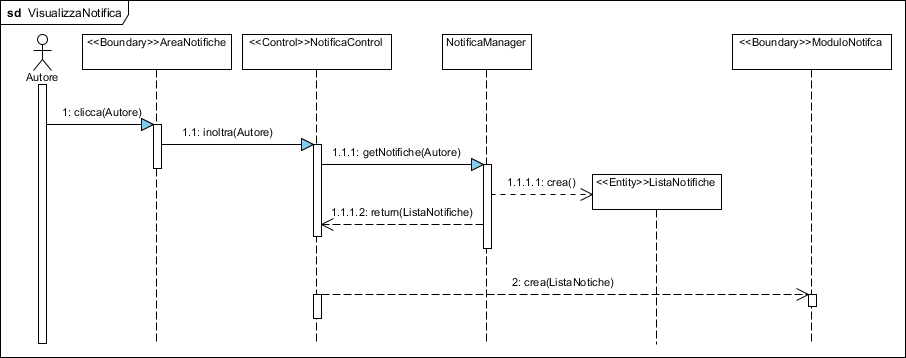 sd VisualizzaNotifica
<<Boundary>>AreaNotifiche
<<Control>>NotificaControl
NotificaManager
<<Boundary>>ModuloNotifca
Autore
1: clicca(Autore)
1.1: inoltra(Autore)
1.1.1: getNotifiche(Autore)
1.1.1.1: crea()
<<Entity>>ListaNotifiche
1.1.1.2: return(ListaNotifiche)
2: crea(ListaNotiche)